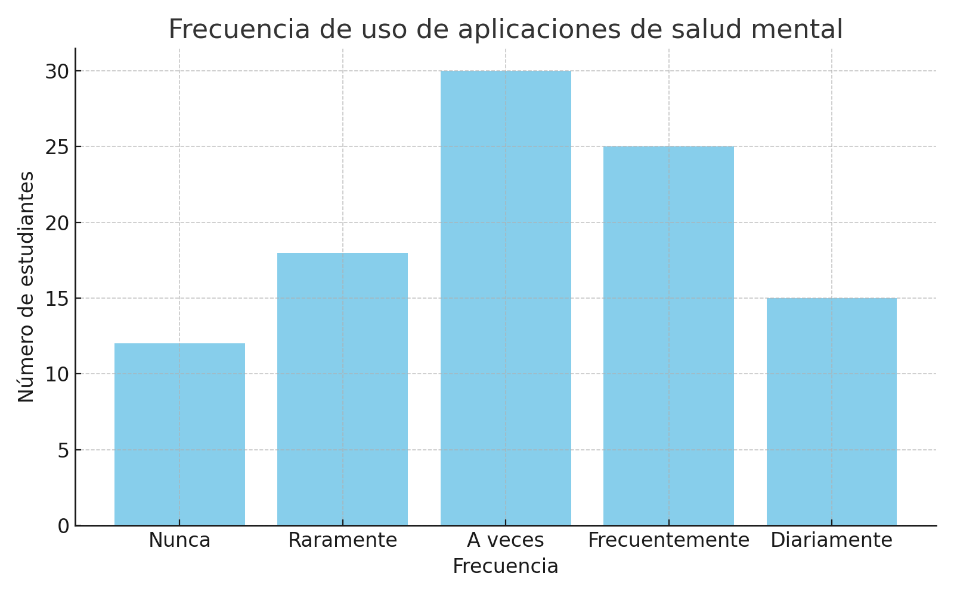 Frecuencia de uso de aplicaciones de salud mental
Número de estudiantes
30
25
20
15
10
5
0
Nunca Raramente A veces Frecuentemente Diariamente
Frecuencia